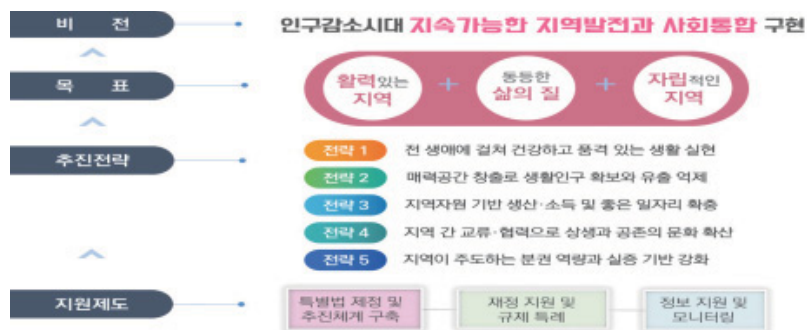 비 전
인구감소시대 지속가능한 지역발전과 사회통합 구현
목 표
활력있는
지역
+
동등한
삶의 질
+
자립적인
지역
추진전략
전략 1 전 생애에 걸쳐 건강하고 품격 있는 생활 실현
전략 2 매력공간 창출로 생활인구 확보와 유출 억제
전략 3 지역자원 기반 생산·소득 및 좋은 일자리 확충
전략 4 지역 간 교류·협력으로 상생과 공존의 문화 확산
전략 5 지역이 주도하는 분권 역량과 실증 기반 강화
지원제도
특별법 제정 및
추진체계 구축
재정 지원 및
규제 특례
정보 지원 및
모니터링